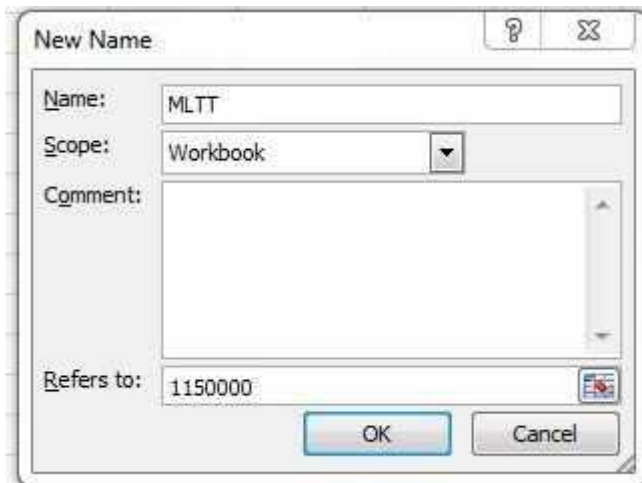 New Name
Name: MLTT
Scope: Workbook
Comment:
Refers to: 1150000
OK Cancel